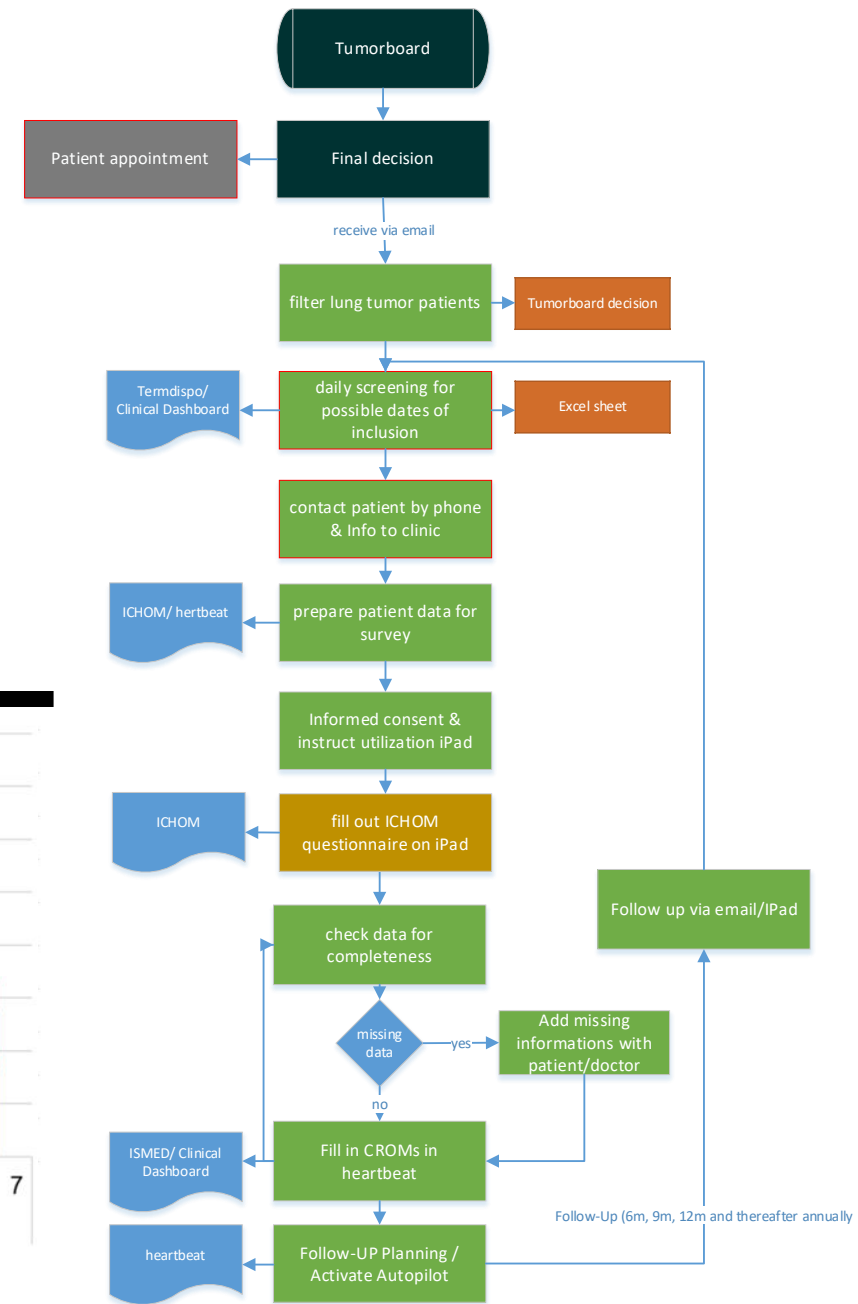 Tumorboard
Patient appointment
Final decision
receive via email
filter lung tumor patients
Tumorboard decision
Termdispo/
Clinical Dashboard
daily screening for
possible dates of
inclusion
Excel sheet
contact patient by phone
& Info to clinic
ICHOM/ hertbeat
prepare patient data for
survey
Informed consent &
instruct utilization iPad
ICHOM
fill out ICHOM
questionnaire on iPad
Follow up via email/IPad
check data for
completeness
missing
data
yes
Add missing
informations with
patient/doctor
no
ISMED/ Clinical
Dashboard
Fill in CROMs in
heartbeat
7
Follow-Up (6m, 9m, 12m and thereafter annually
heartbeat
Follow-UP Planning /
Activate Autopilot